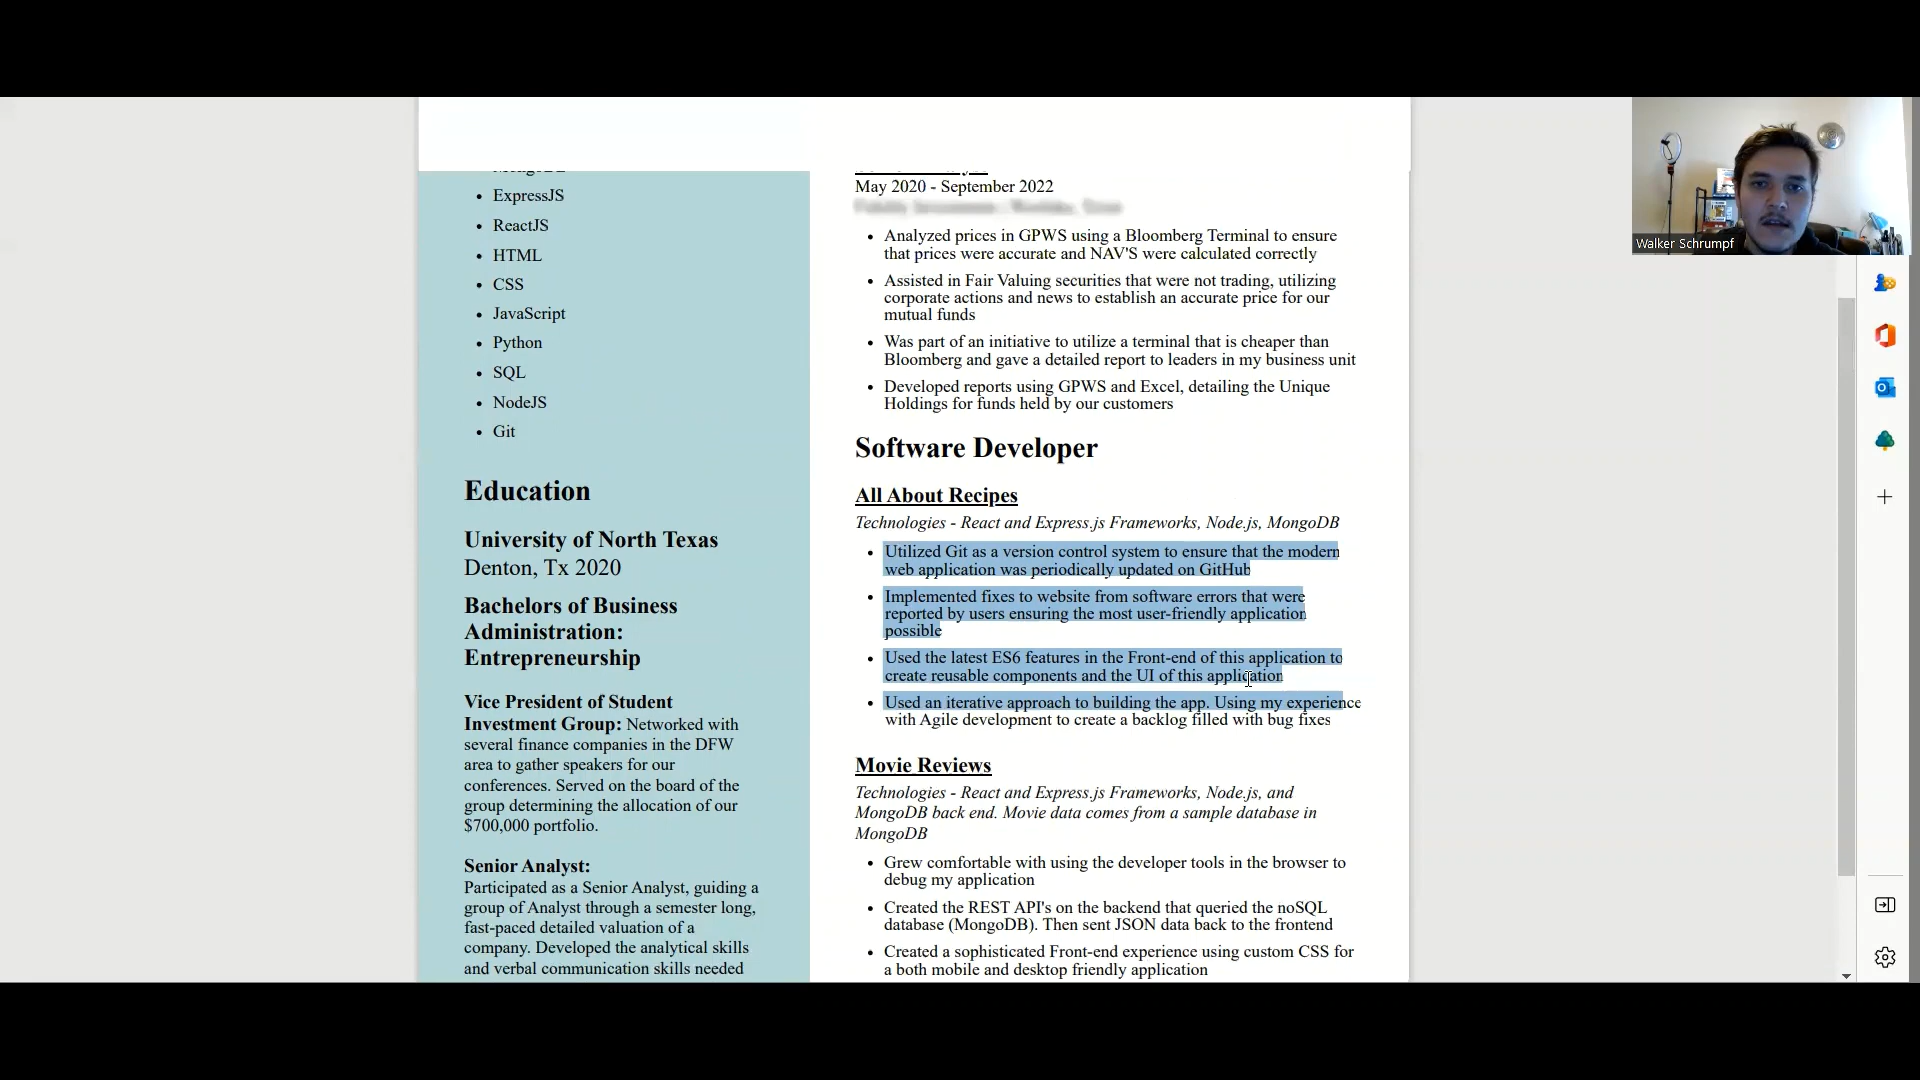 ExpressJS
ReactJS
HTML
CSS
JavaScript
Python
SQL
NodeJS
Git
Education
University of North Texas
Denton, Tx 2020
Bachelors of Business
Administration:
Entrepreneurship
Vice President of Student
Investment Group: Networked with
several finance companies in the DFW
area to gather speakers for our
conferences. Served on the board of the
group determining the allocation of our
$700,000 portfolio.
Senior Analyst:
Participated as a Senior Analyst, guiding a
group of Analyst through a semester long,
fast-paced detailed valuation of a
company. Developed the analytical skills
and verbal communication skills needed
May 2020 - September 2022
Analyzed prices in GPWS using a Bloomberg Terminal to ensure
that prices were accurate and NAV'S were calculated correctly
Assisted in Fair Valuing securities that were not trading, utilizing
corporate actions and news to establish an accurate price for our
mutual funds
Was part of an initiative to utilize a terminal that is cheaper than
Bloomberg and gave a detailed report to leaders in my business unit
Developed reports using GPWS and Excel, detailing the Unique
Holdings for funds held by our customers
Software Developer
All About Recipes
Technologies - React and Express.js Frameworks, Node.js, MongoDB
Utilized Git as a version control system to ensure that the modern
web application was periodically updated on GitHub
Implemented fixes to website from software errors that were
reported by users ensuring the most user-friendly application
possible
Used the latest ES6 features in the Front-end of this application to
create reusable components and the UI of this application
Used an iterative approach to building the app. Using my experience
with Agile development to create a backlog filled with bug fixes
Movie Reviews
Technologies - React and Express.js Frameworks, Node.js, and
MongoDB back end. Movie data comes from a sample database in
MongoDB
Grew comfortable with using the developer tools in the browser to
debug my application
Created the REST API's on the backend that queried the noSQL
database (MongoDB). Then sent JSON data back to the frontend
Created a sophisticated Front-end experience using custom CSS for
a both mobile and desktop friendly application
Walker Schrumpf